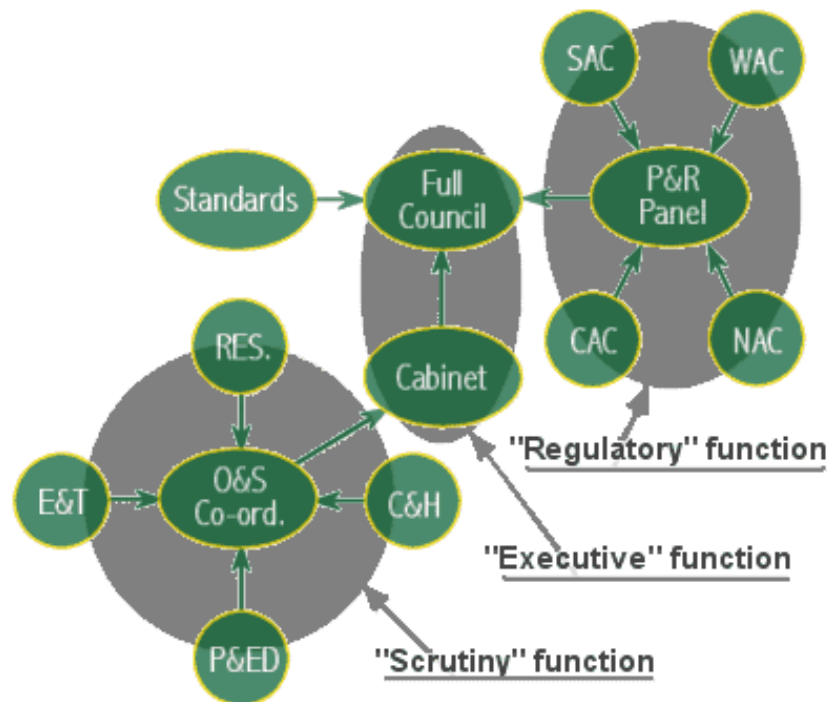 SAC
WAC
Standards
Full
Council
P&R
Panel
RES.
Cabinet
CAC
NAC
"Regulatory" function
E&T
O&S
Co-ord.
C&H
"Executive" function
P&ED
"Scrutiny" function